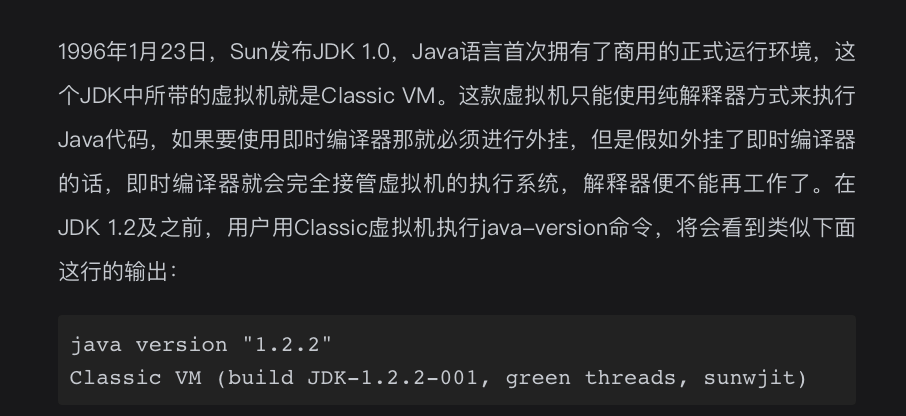 1996年1月23日，Sun发布JDK 1.0，Java语言首次拥有了商用的正式运行环境，这
个JDK中所带的虚拟机就是Classic VM。这款虚拟机只能使用纯解释器方式来执行
Java代码，如果要使用即时编译器那就必须进行外挂，但是假如外挂了即时编译器
的话，即时编译器就会完全接管虚拟机的执行系统，解释器便不能再工作了。在
JDK 1.2及之前，用户用Classic虚拟机执行java–version命令，将会看到类似下面
这行的输出：
java version "1.2.2"
Classic VM (build JDK-1.2.2-001, green threads, sunwjit)